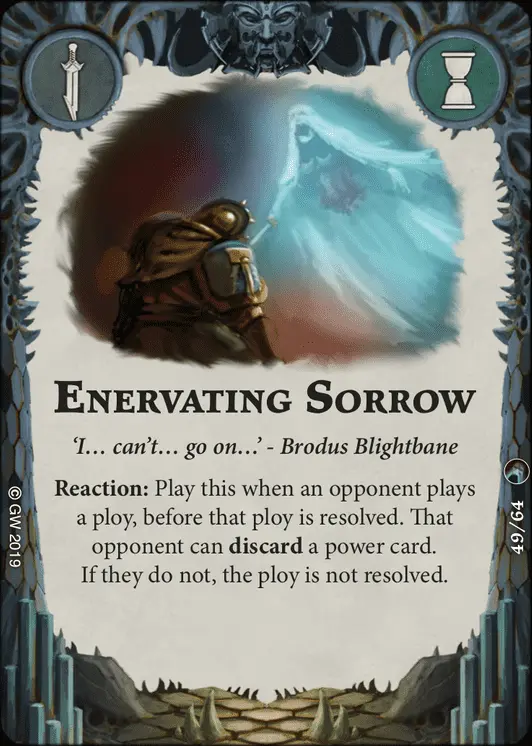 Enervating Sorrow
‘I… can’t… go on…’ - Brodus Blightbane
Reaction: Play this when an opponent plays
a ploy, before that ploy is resolved. That
opponent can discard a power card.
If they do not, the ploy is not resolved.
© GW 2019
49/64